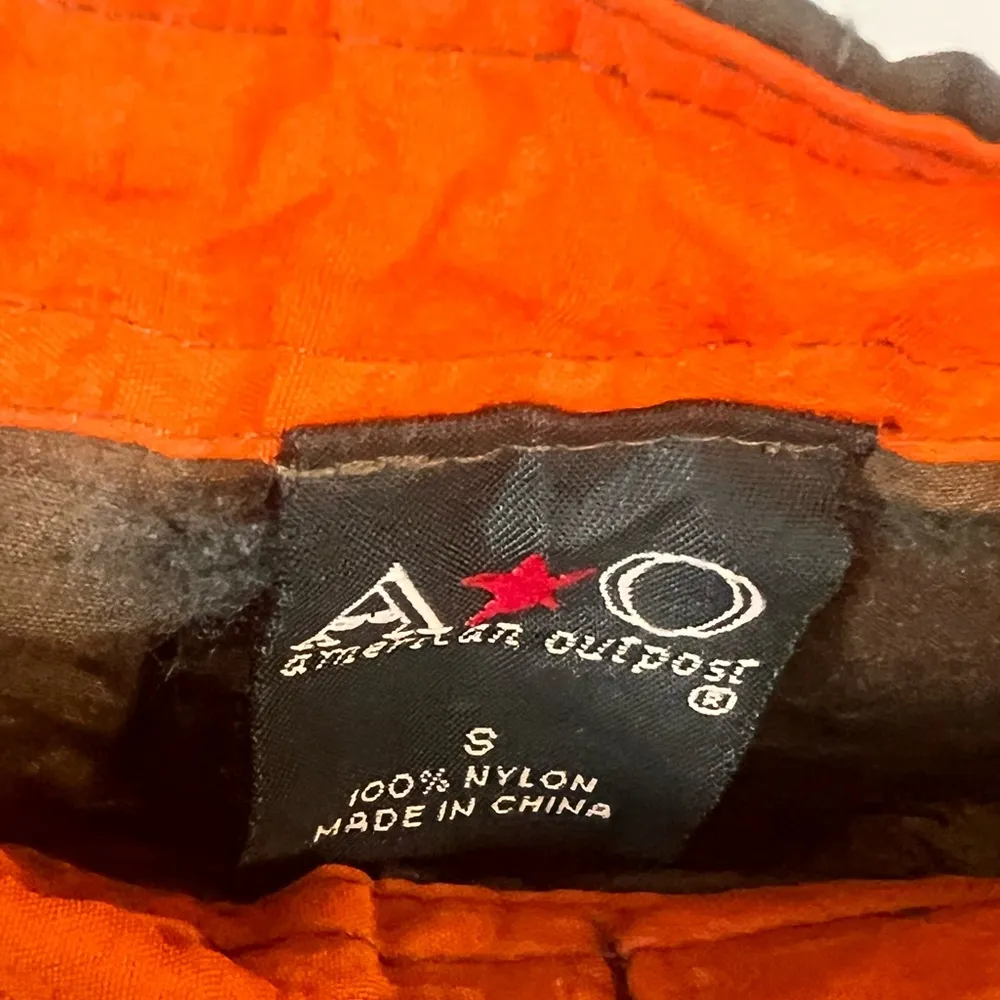 A★O
american outpost
®
S
100% NYLON
MADE IN CHINA